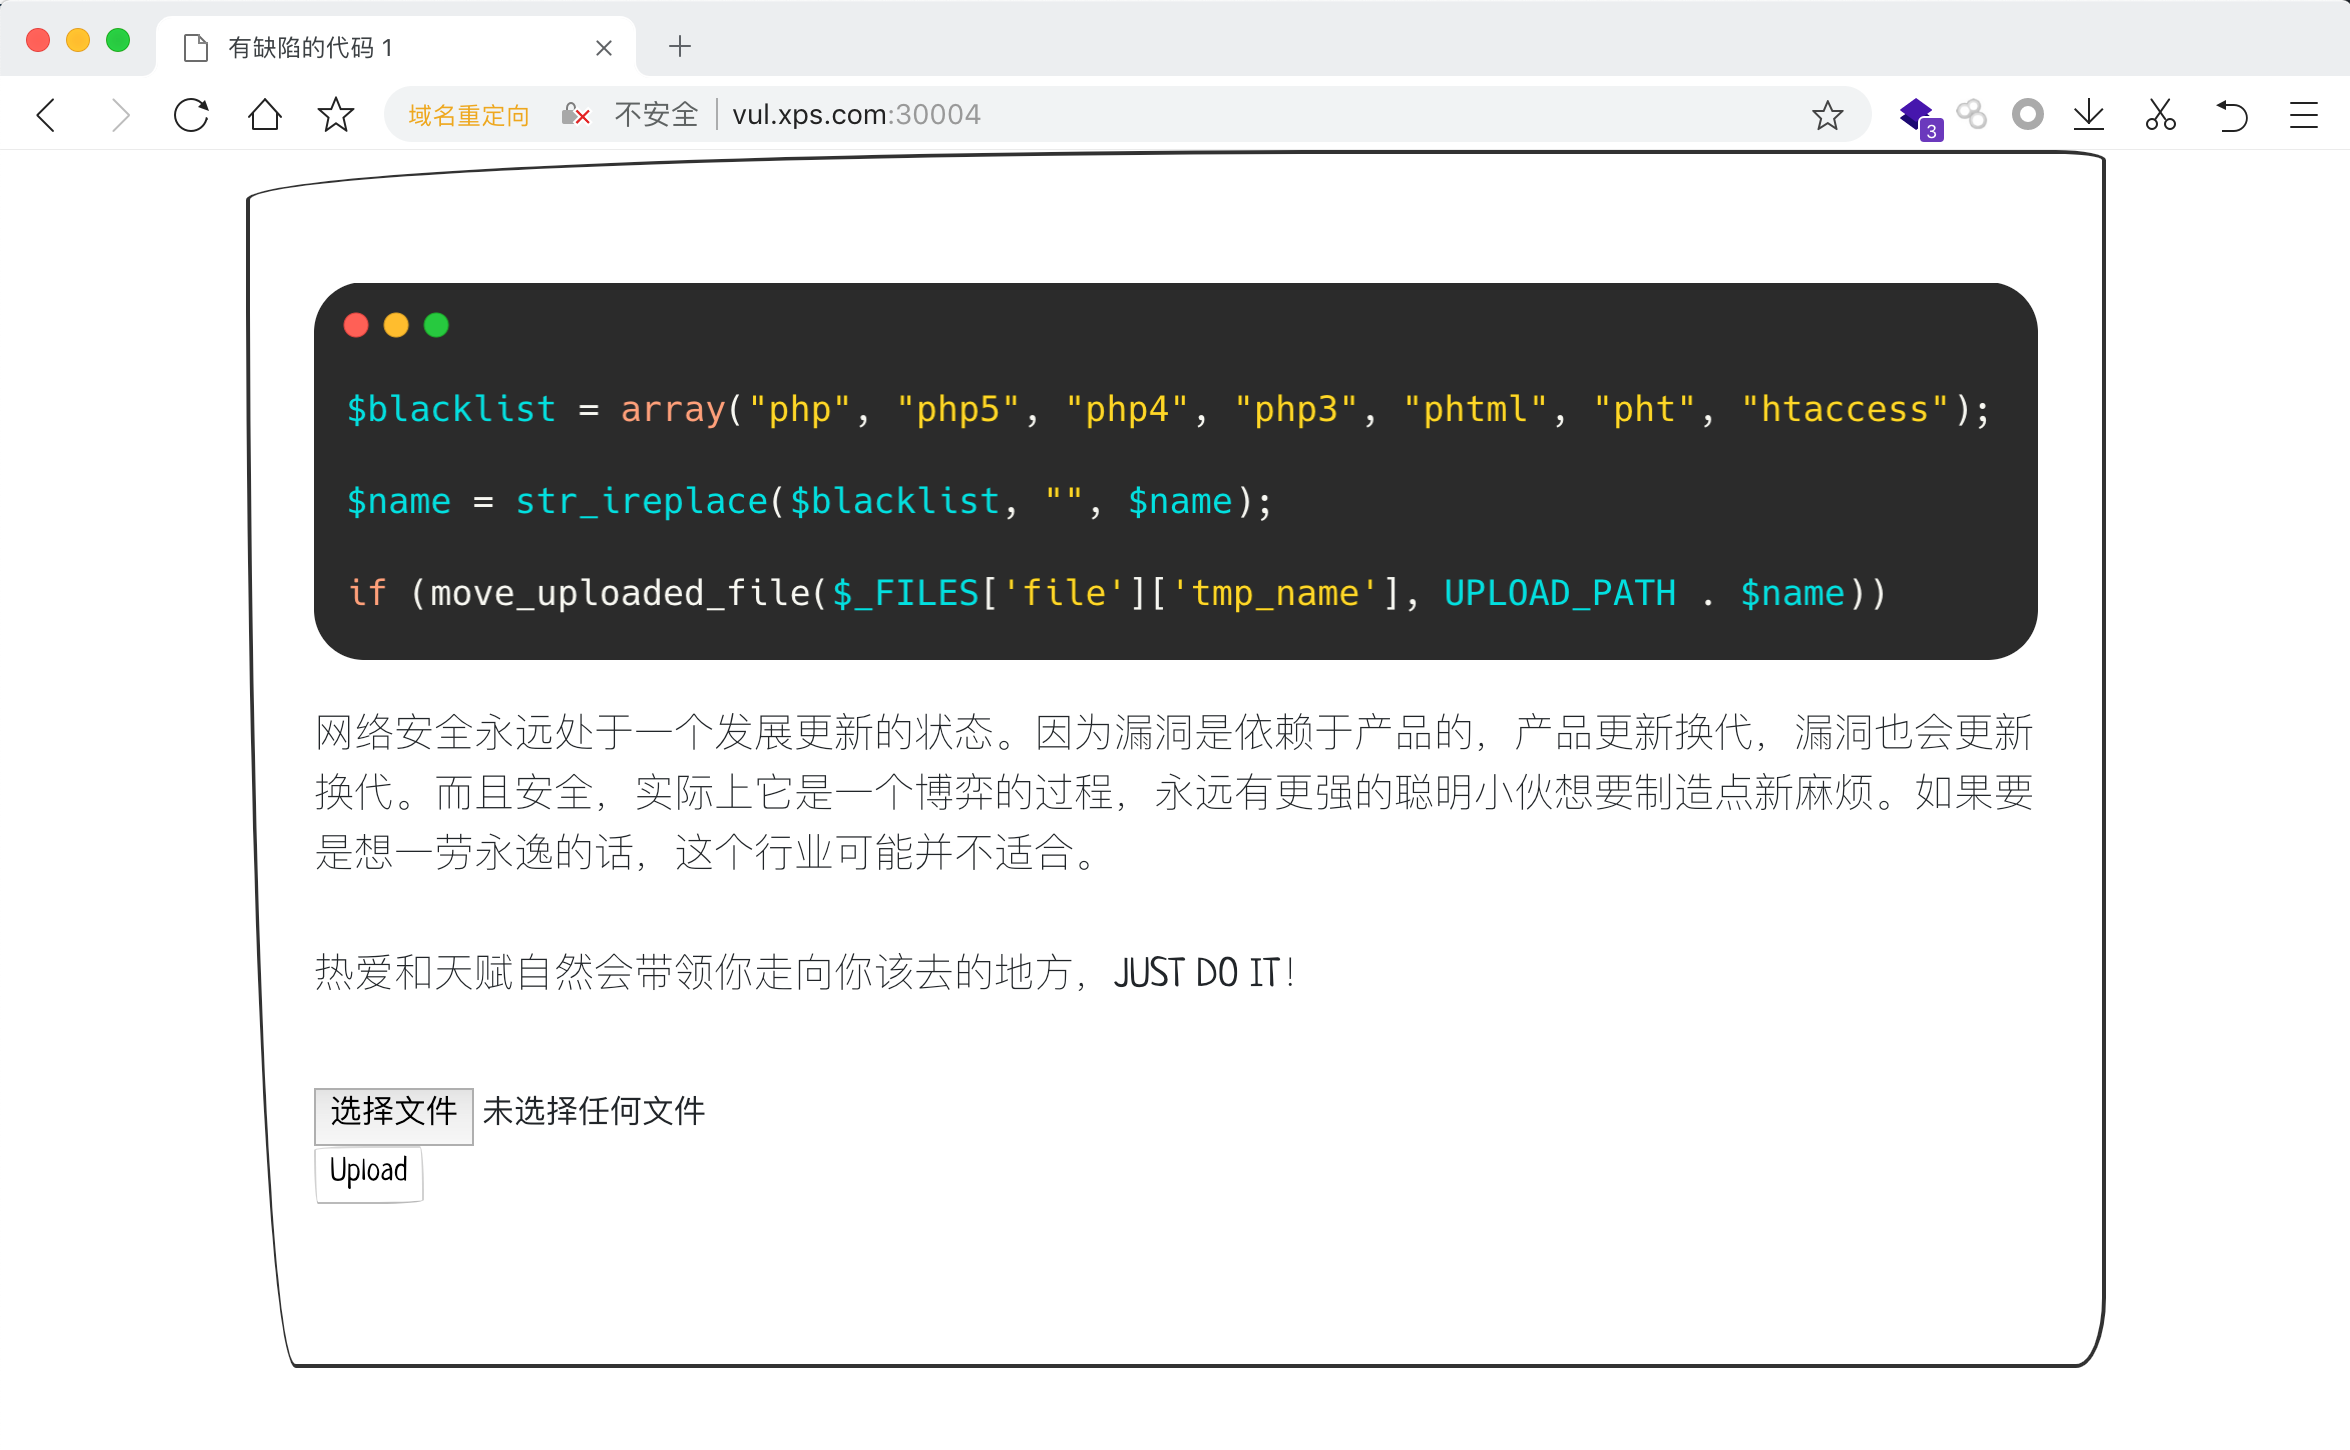 有缺陷的代码 1
域名重定向 不安全 vul.xps.com:30004
3
$blacklist = array("php", "php5", "php4", "php3", "phtml", "pht", "htaccess");
$name = str_ireplace($blacklist, "", $name);
if (move_uploaded_file($_FILES['file']['tmp_name'], UPLOAD_PATH . $name))
网络安全永远处于一个发展更新的状态。因为漏洞是依赖于产品的，产品更新换代，漏洞也会更新
换代。而且安全，实际上它是一个博弈的过程，永远有更强的聪明小伙想要制造点新麻烦。如果要
是想一劳永逸的话，这个行业可能并不适合。
热爱和天赋自然会带领你走向你该去的地方，JUST DO IT！
选择文件 未选择任何文件
Upload